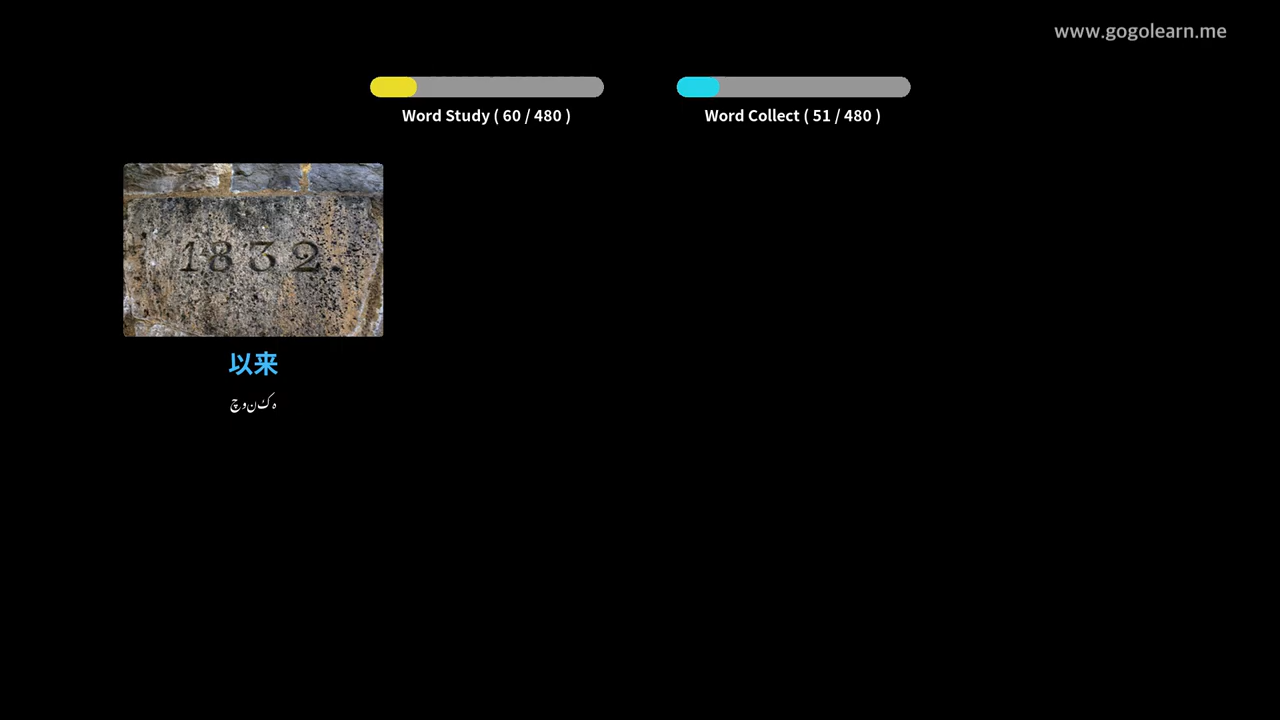 www.gogolearn.me
Word Study ( 60 / 480 )
Word Collect ( 51 / 480 )
1832.
以来
چونکہ